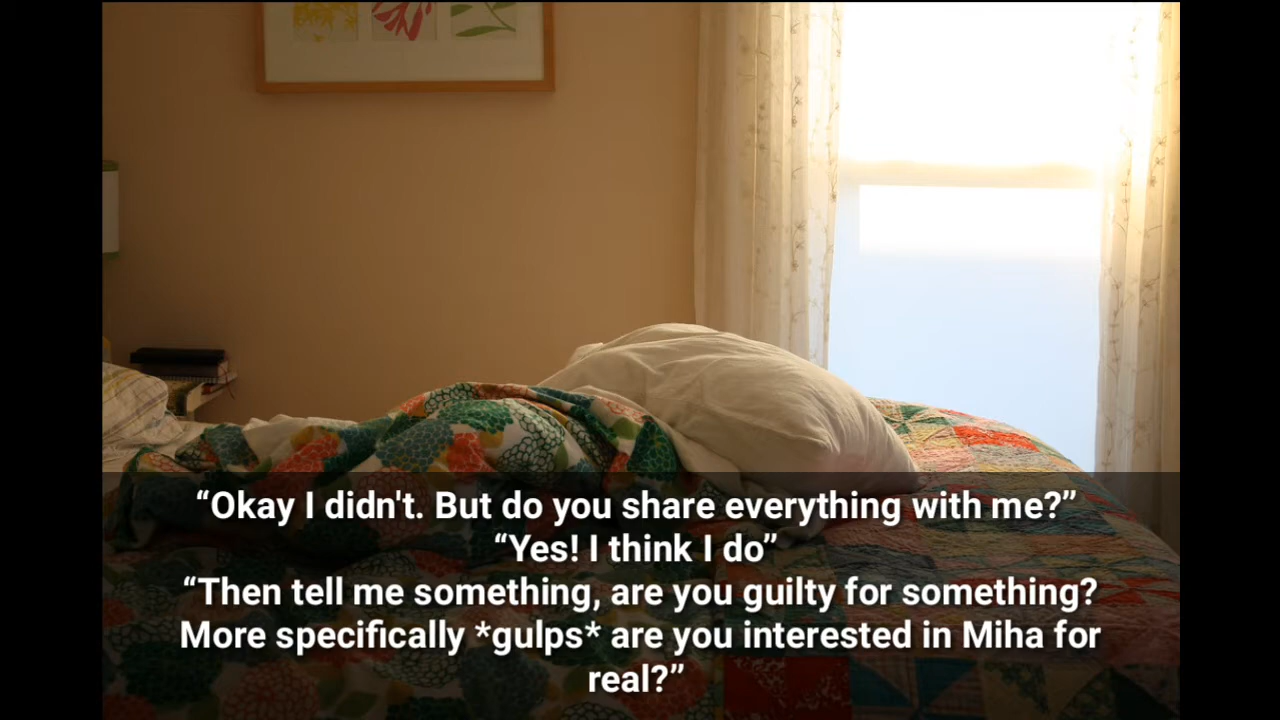 “Okay I didn't. But do you share everything with me?”
“Yes! I think I do”
“Then tell me something, are you guilty for something?
More specifically *gulps* are you interested in Miha for
real?”